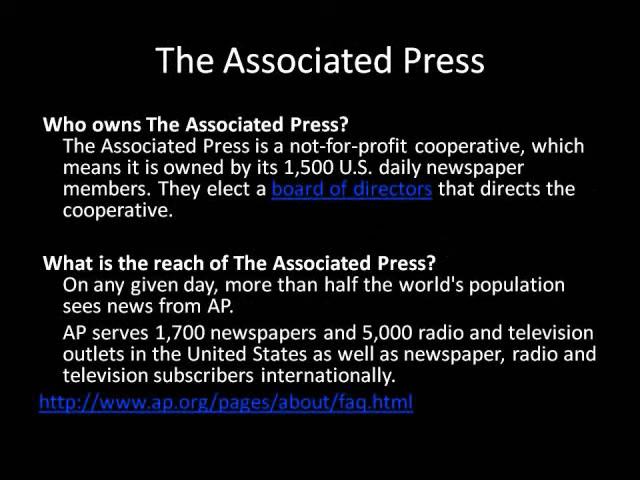 The Associated Press
Who owns The Associated Press?
The Associated Press is a not-for-profit cooperative, which
means it is owned by its 1,500 U.S. daily newspaper
members. They elect a board of directors that directs the
cooperative.
What is the reach of The Associated Press?
On any given day, more than half the world's population
sees news from AP.
AP serves 1,700 newspapers and 5,000 radio and television
outlets in the United States as well as newspaper, radio and
television subscribers internationally.
http://www.ap.org/pages/about/faq.html